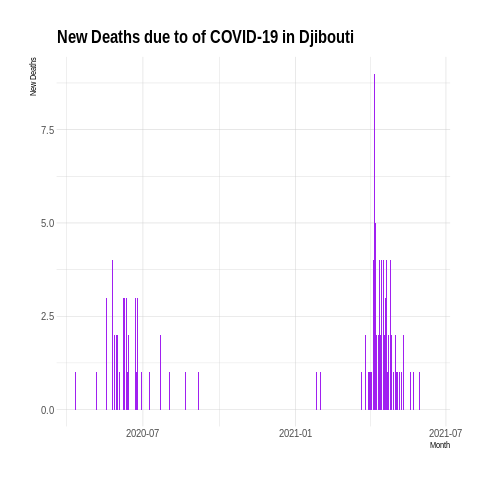 New Deaths due to of COVID-19 in Djibouti
New Deaths
7.5
5.0
2.5
0.0
2020-07
2021-01
2021-07
Month